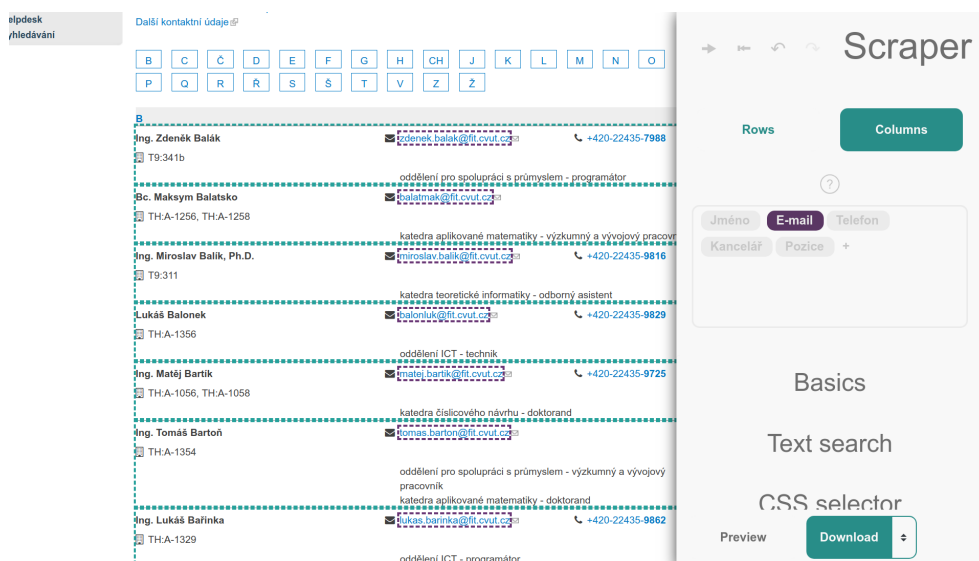 elpdesk
yhledávání
Další kontaktní údaje
B C Č D E F G H CH J K L M N O
P Q R Ř S Š T V Z Ž
B
Ing. Zdeněk Balák zdenek.balak@fit.cvut.cz +420-22435-7988
T9:341b
oddělení pro spolupráci s průmyslem - programátor
Bc. Maksym Balatsko balatmak@fit.cvut.cz
TH:A-1256, TH:A-1258
katedra aplikované matematiky - výzkumný a vývojový pracovr
Ing. Miroslav Balík, Ph.D. miroslav.balik@fit.cvut.cz +420-22435-9816
T9:311
katedra teoretické informatiky - odborný asistent
Lukáš Balonek balonluk@fit.cvut.cz +420-22435-9829
TH:A-1356
oddělení ICT - technik
Ing. Matěj Bartík matej.bartik@fit.cvut.cz +420-22435-9725
TH:A-1056, TH:A-1058
katedra číslicového návrhu - doktorand
Ing. Tomáš Bartoň tomas.barton@fit.cvut.cz
TH:A-1354
oddělení pro spolupráci s průmyslem - výzkumný a vývojový
pracovník
katedra aplikované matematiky - doktorand
Ing. Lukáš Bařinka lukas.barinka@fit.cvut.cz +420-22435-9862
TH:A-1329
oddělení ICT - programátor
Scraper
Rows Columns
?
Jméno E-mail Telefon
Kancelář Pozice +
Basics
Text search
CSS selector
Preview Download